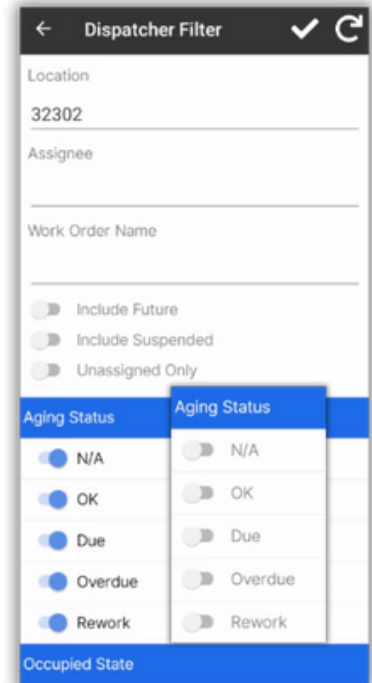 Dispatcher Filter
Location
32302
Assignee
Work Order Name
Include Future
Include Suspended
Unassigned Only
Aging Status
N/A
OK
Due
Overdue
Rework
Aging Status
N/A
OK
Due
Overdue
Rework
Occupied State